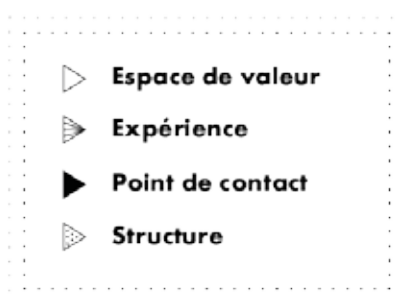 Espace de valeur
Expérience
Point de contact
Structure